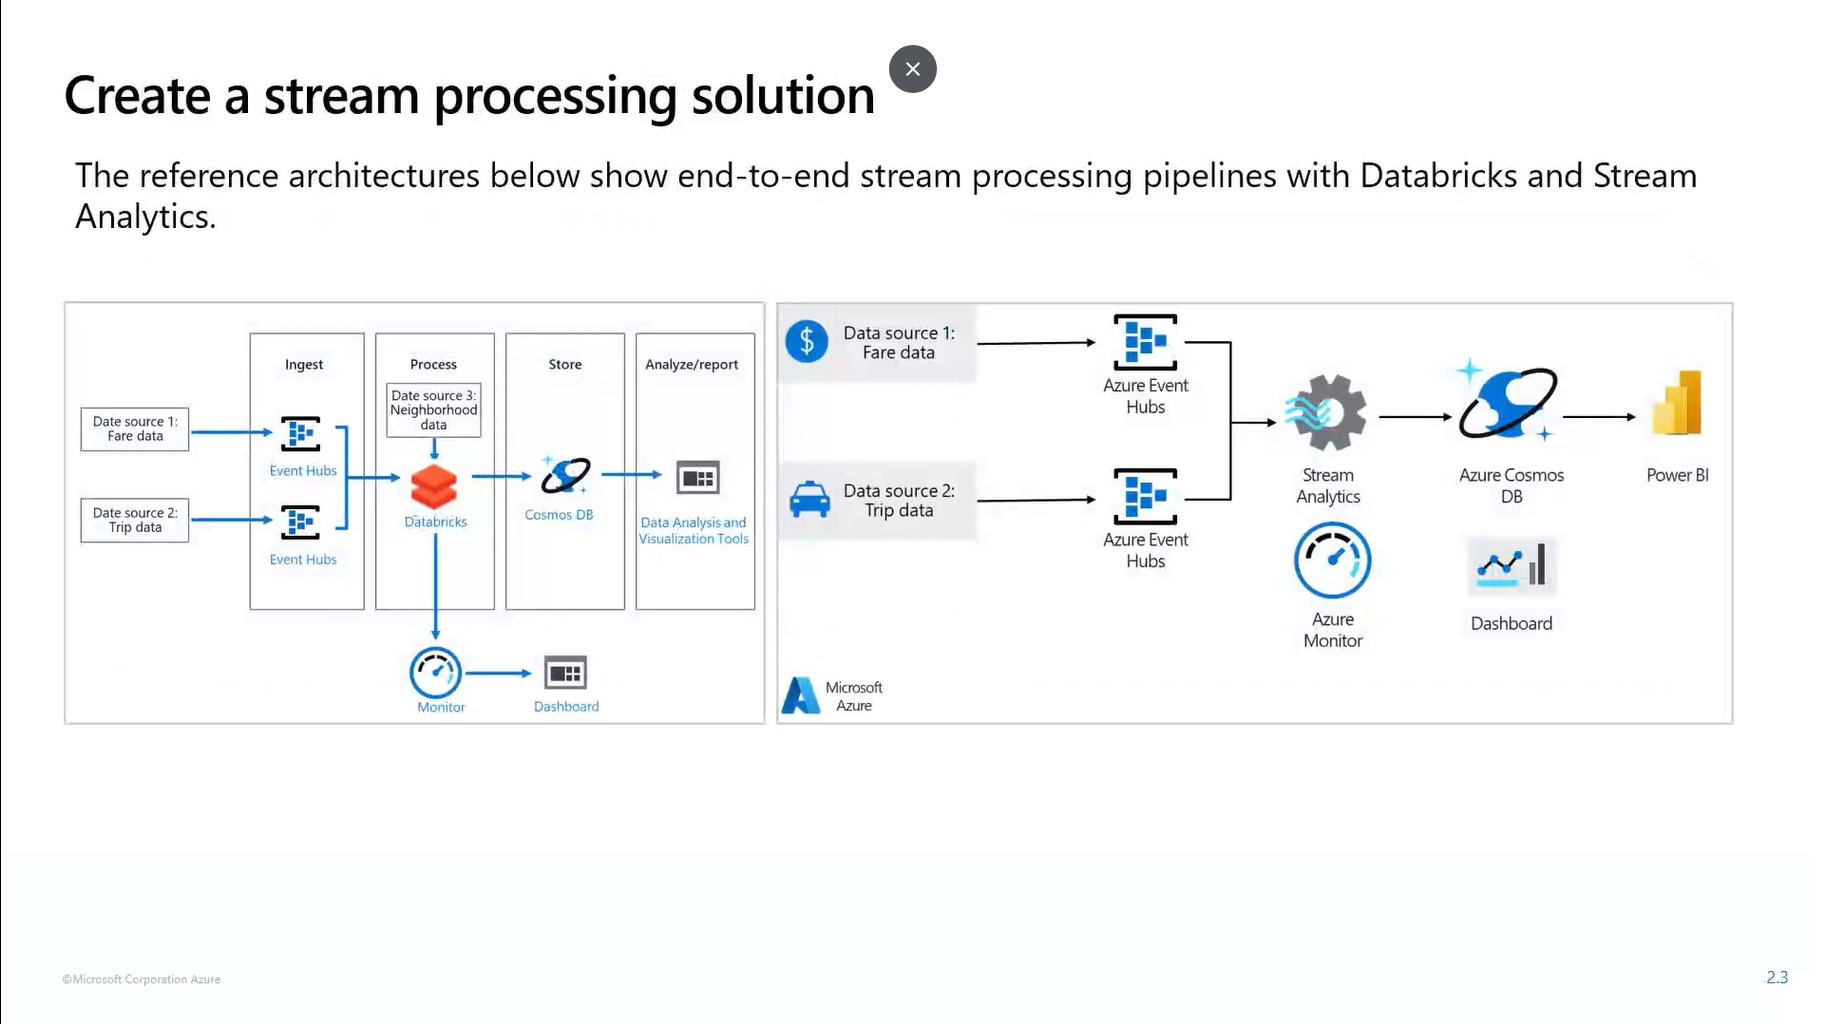 Create a stream processing solution
The reference architectures below show end-to-end stream processing pipelines with Databricks and Stream
Analytics.
Ingest
Process
Store
Analyze/report
Date source 1:
Fare data
Date source 2:
Trip data
Event Hubs
Event Hubs
Date source 3:
Neighborhood
data
Databricks
Cosmos DB
Data Analysis and
Visualization Tools
Monitor
Dashboard
$
Data source 1:
Fare data
Data source 2:
Trip data
Azure Event
Hubs
Azure Event
Hubs
Stream
Analytics
Azure Cosmos
DB
Power BI
Azure
Monitor
Dashboard
Microsoft
Azure
©Microsoft Corporation Azure
2.3